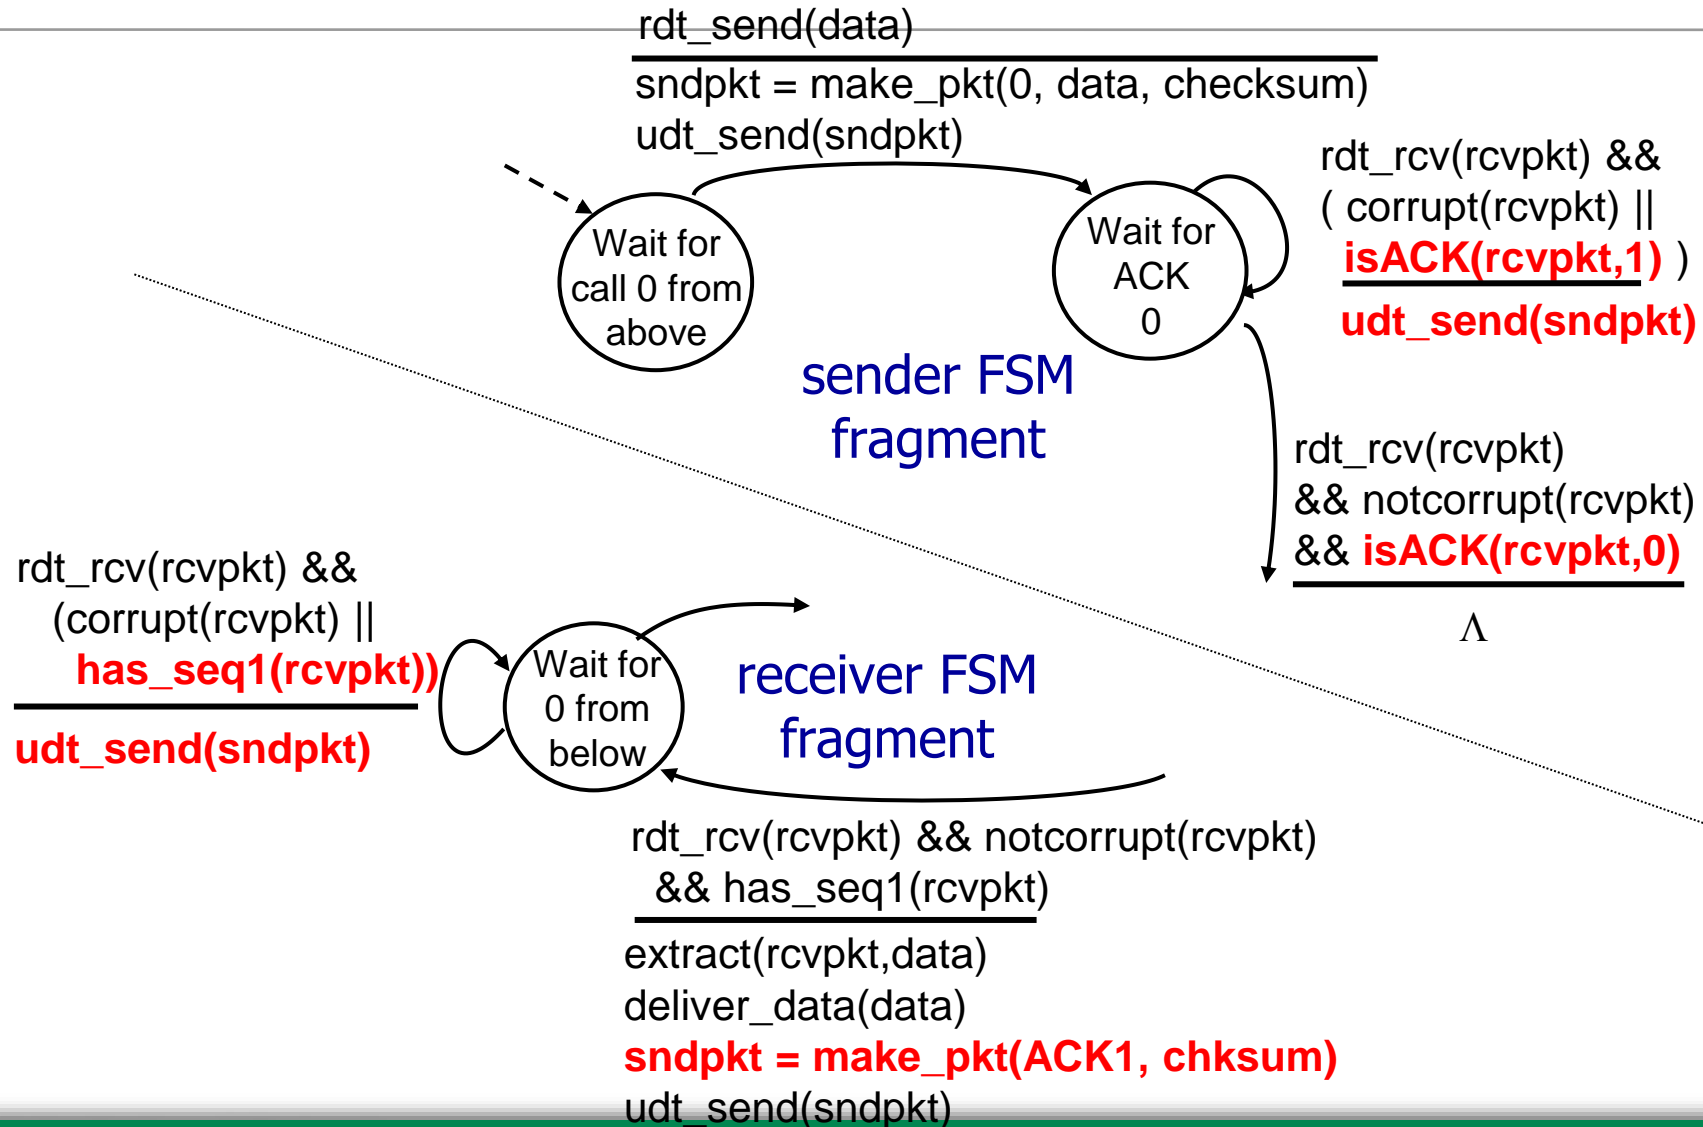 rdt_send(data)
sndpkt = make_pkt(0, data, checksum)
udt_send(sndpkt)
Wait for
call 0 from
above
Wait for
ACK
0
rdt_rcv(rcvpkt) &&
( corrupt(rcvpkt) ||
isACK(rcvpkt,1) )
udt_send(sndpkt)
sender FSM
fragment
rdt_rcv(rcvpkt)
&& notcorrupt(rcvpkt)
&& isACK(rcvpkt,0)
Λ
rdt_rcv(rcvpkt) &&
(corrupt(rcvpkt) ||
has_seq1(rcvpkt))
udt_send(sndpkt)
Wait for
0 from
below
receiver FSM
fragment
rdt_rcv(rcvpkt) && notcorrupt(rcvpkt)
&& has_seq1(rcvpkt)
extract(rcvpkt,data)
deliver_data(data)
sndpkt = make_pkt(ACK1, chksum)
udt_send(sndpkt)